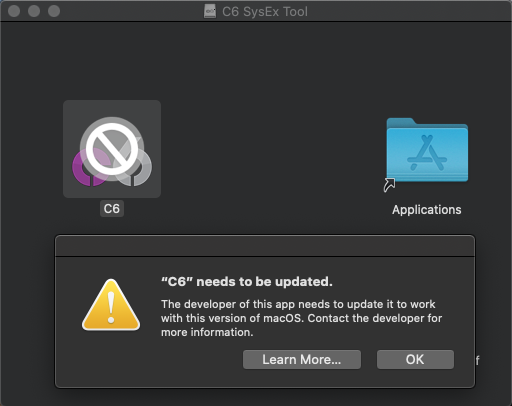 C6 SysEx Tool
C6
Applications
“C6” needs to be updated.
The developer of this app needs to update it to work
with this version of macOS. Contact the developer for
more information.
Learn More...
OK
f